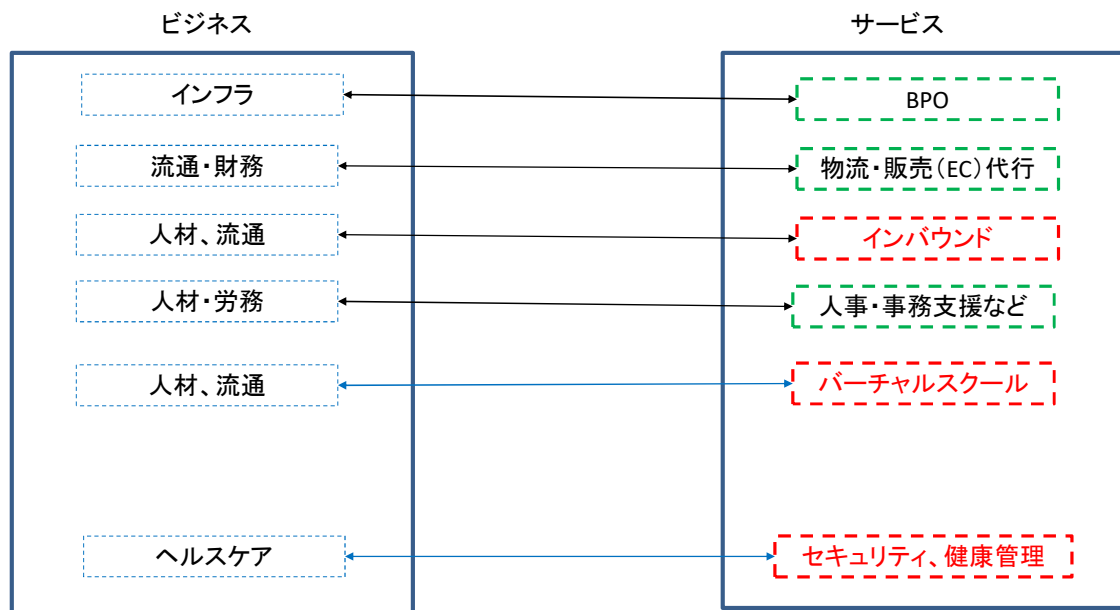 ビジネス
サービス
インフラ
BPO
流通・財務
物流・販売(EC)代行
人材、流通
インバウンド
人材・労務
人事・事務支援など
人材、流通
バーチャルスクール
ヘルスケア
セキュリティ、健康管理